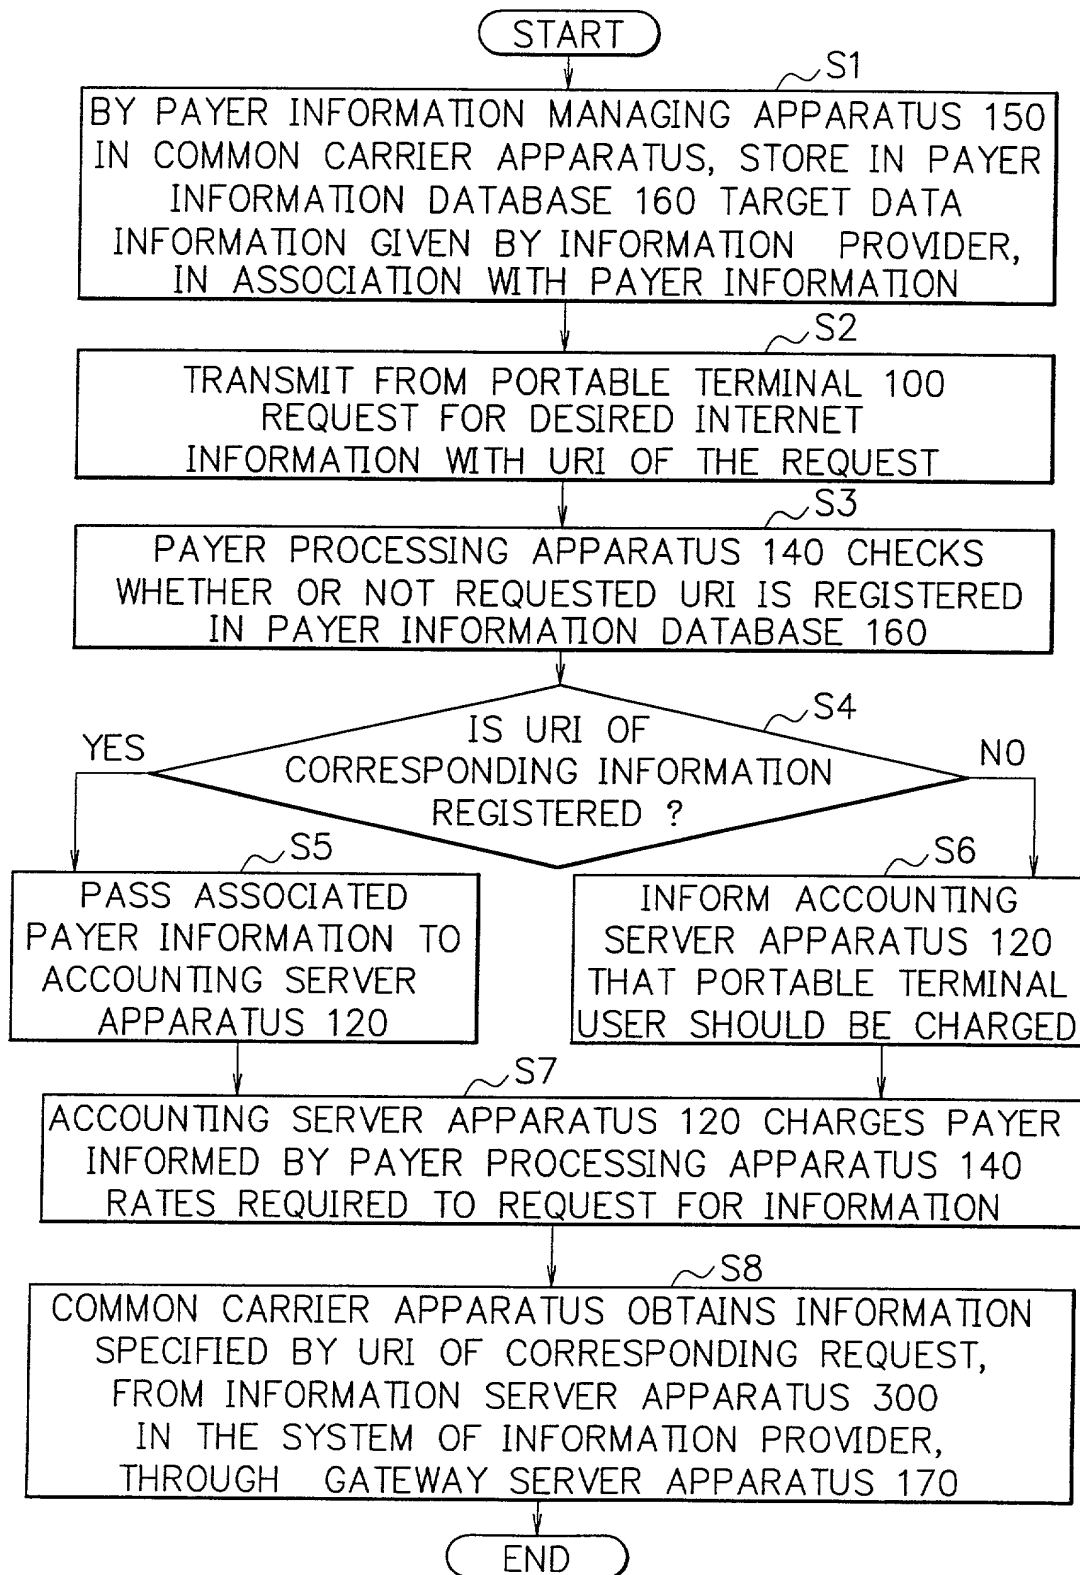 START
S1
BY PAYER INFORMATION MANAGING APPARATUS 150
IN COMMON CARRIER APPARATUS, STORE IN PAYER
INFORMATION DATABASE 160 TARGET DATA
INFORMATION GIVEN BY INFORMATION PROVIDER,
IN ASSOCIATION WITH PAYER INFORMATION
S2
TRANSMIT FROM PORTABLE TERMINAL 100
REQUEST FOR DESIRED INTERNET
INFORMATION WITH URI OF THE REQUEST
S3
PAYER PROCESSING APPARATUS 140 CHECKS
WHETHER OR NOT REQUESTED URI IS REGISTERED
IN PAYER INFORMATION DATABASE 160
S4
IS URI OF
CORRESPONDING INFORMATION
REGISTERED ?
YES
NO
S5
PASS ASSOCIATED
PAYER INFORMATION TO
ACCOUNTING SERVER
APPARATUS 120
S6
INFORM ACCOUNTING
SERVER APPARATUS 120
THAT PORTABLE TERMINAL
USER SHOULD BE CHARGED
S7
ACCOUNTING SERVER APPARATUS 120 CHARGES PAYER
INFORMED BY PAYER PROCESSING APPARATUS 140
RATES REQUIRED TO REQUEST FOR INFORMATION
S8
COMMON CARRIER APPARATUS OBTAINS INFORMATION
SPECIFIED BY URI OF CORRESPONDING REQUEST,
FROM INFORMATION SERVER APPARATUS 300
IN THE SYSTEM OF INFORMATION PROVIDER,
THROUGH GATEWAY SERVER APPARATUS 170
END